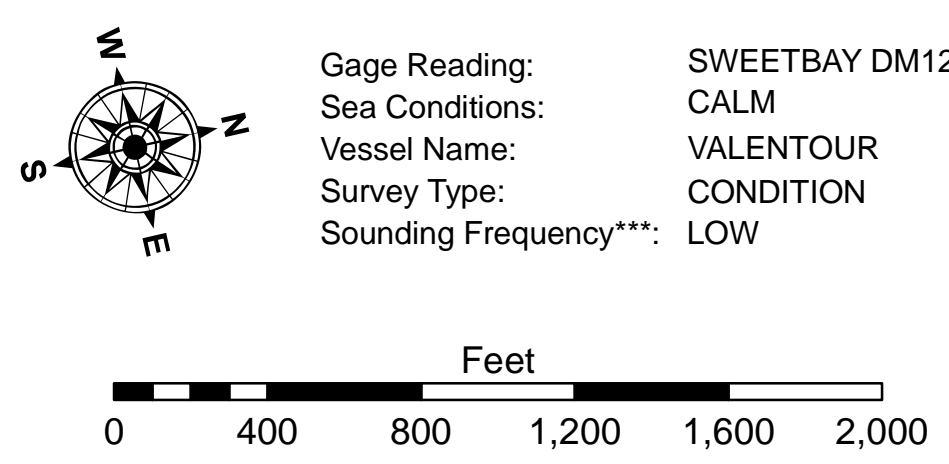 W
N
S
E
Gage Reading: SWEETBAY DM12
Sea Conditions: CALM
Vessel Name: VALENTOUR
Survey Type: CONDITION
Sounding Frequency***: LOW
Feet
0 400 800 1,200 1,600 2,000